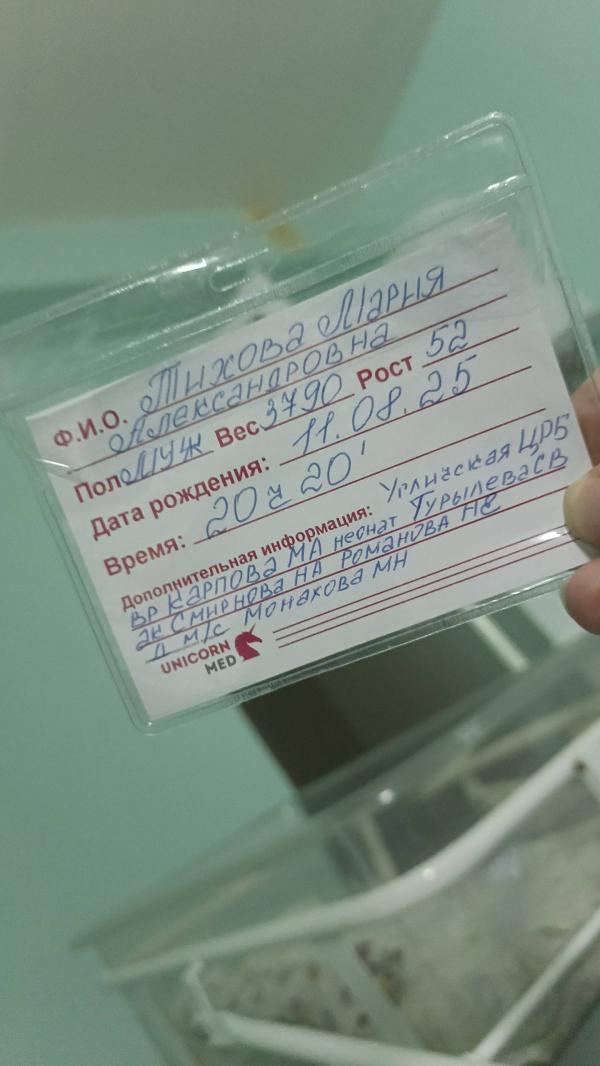 Ф.И.О. Тихова Мария
Александровна
Пол муж Вес 3790 Рост 52
Дата рождения: 11.08.25
Время: 20 ч 20'
Дополнительная информация: Угличская ЦРБ
вр Карпова МА неонат Турылева СВ
ак Смирнова НА Романова НЕ
д м/с Монахова МН
UNICORN
MED